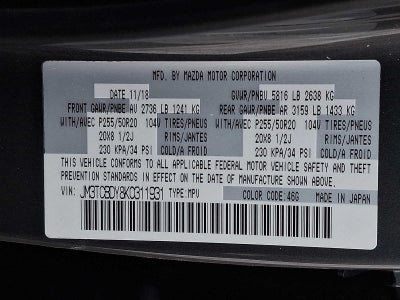 MFD. BY MAZDA MOTOR CORPORATION
DATE 11/18 GVWR/PNBV 5816 LB 2638 KG
FRONT GAWR/PNBE AV 2736 LB 1241 KG REAR GAWR/PNBE AR 3159 LB 1433 KG
WITH/AVEC P255/50R20 104V TIRES/PNEUS WITH/AVEC P255/50R20 104V TIRES/PNEUS
20X8 1/2J RIMS/JANTES 20X8 1/2J RIMS/JANTES
230 KPA/34 PSI COLD/A FROID 230 KPA/34 PSI COLD/A FROID
THIS VEHICLE CONFORMS TO ALL APPLICABLE FEDERAL MOTOR VEHICLE SAFETY AND THEFT
PREVENTION STANDARDS IN EFFECT ON THE DATE OF MANUFACTURE SHOWN ABOVE.
VIN: JM3TCBDY8K0311931 TYPE:MPV COLOR CODE:46G MADE IN JAPAN